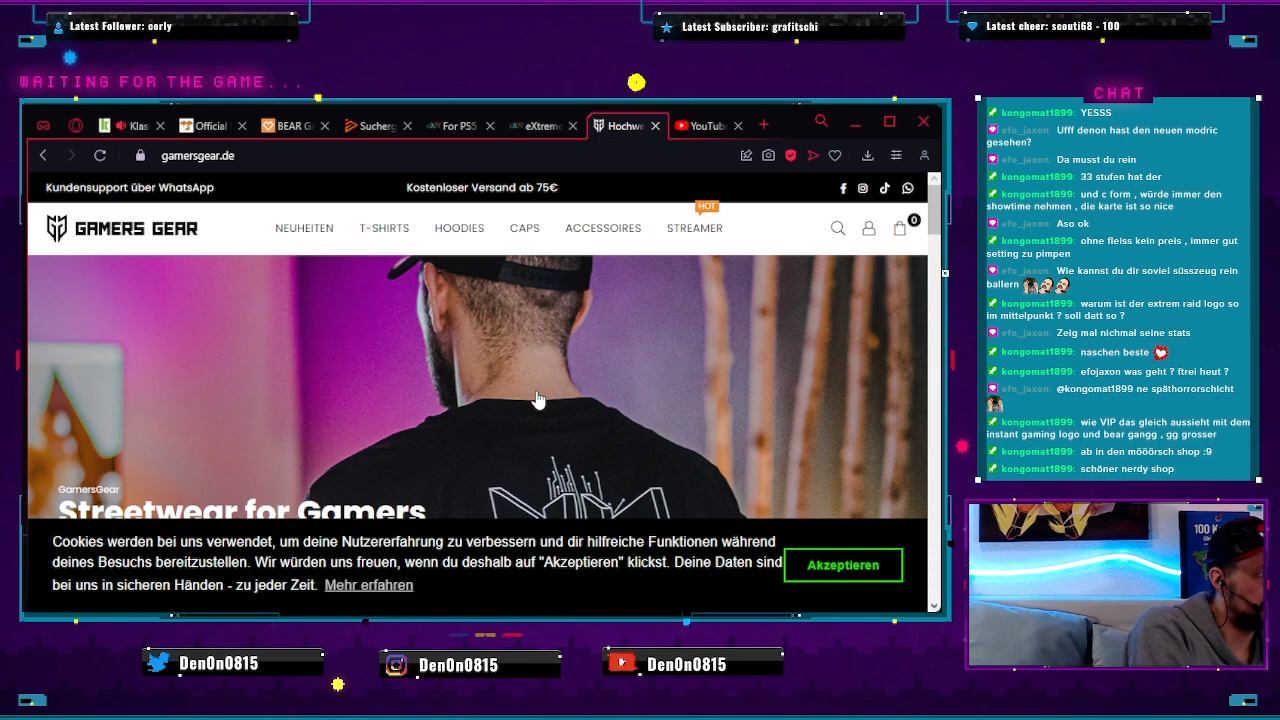 Latest Follower: corly
Latest Subscriber: grafitschi
Latest cheer: scouti68 - 100
WAITING FOR THE GAME...
Klas
Official
BEAR G
Sucherg
For PS5
eXtreme
Hochwe
YouTube
gamersgear.de
Kundensupport über WhatsApp
Kostenloser Versand ab 75€
GAMERS GEAR
NEUHEITEN
T-SHIRTS
HOODIES
CAPS
ACCESSOIRES
HOT
STREAMER
0
GamersGear
Streetwear for Gamers
Cookies werden bei uns verwendet, um deine Nutzererfahrung zu verbessern und dir hilfreiche Funktionen während
deines Besuchs bereitzustellen. Wir würden uns freuen, wenn du deshalb auf "Akzeptieren" klickst. Deine Daten sind
bei uns in sicheren Händen - zu jeder Zeit. Mehr erfahren
Akzeptieren
CHAT
kongomat1899: YESSS
efo_jaxon: Ufff denon hast den neuen modric
gesehen?
efo_jaxon: Da musst du rein
kongomat1899: 33 stufen hat der
kongomat1899: und c form , würde immer den
showtime nehmen , die karte ist so nice
efo_jaxon: Aso ok
kongomat1899: ohne fleiss kein preis , immer gut
setting zu pimpen
efo_jaxon: Wie kannst du dir soviel süsszeug rein
ballern
kongomat1899: warum ist der extrem raid logo so
im mittelpunkt ? soll datt so ?
efo_jaxon: Zeig mal nichmal seine stats
kongomat1899: naschen beste
kongomat1899: efojaxon was geht ? ftrei heut ?
efo_jaxon: @kongomat1899 ne späthorrorschicht
kongomat1899: wie VIP das gleich aussieht mit dem
instant gaming logo und bear gangg , gg grosser
kongomat1899: ab in den möörsch shop :9
kongomat1899: schöner nerdy shop
100 K
DenOn0815
DenOn0815
DenOn0815